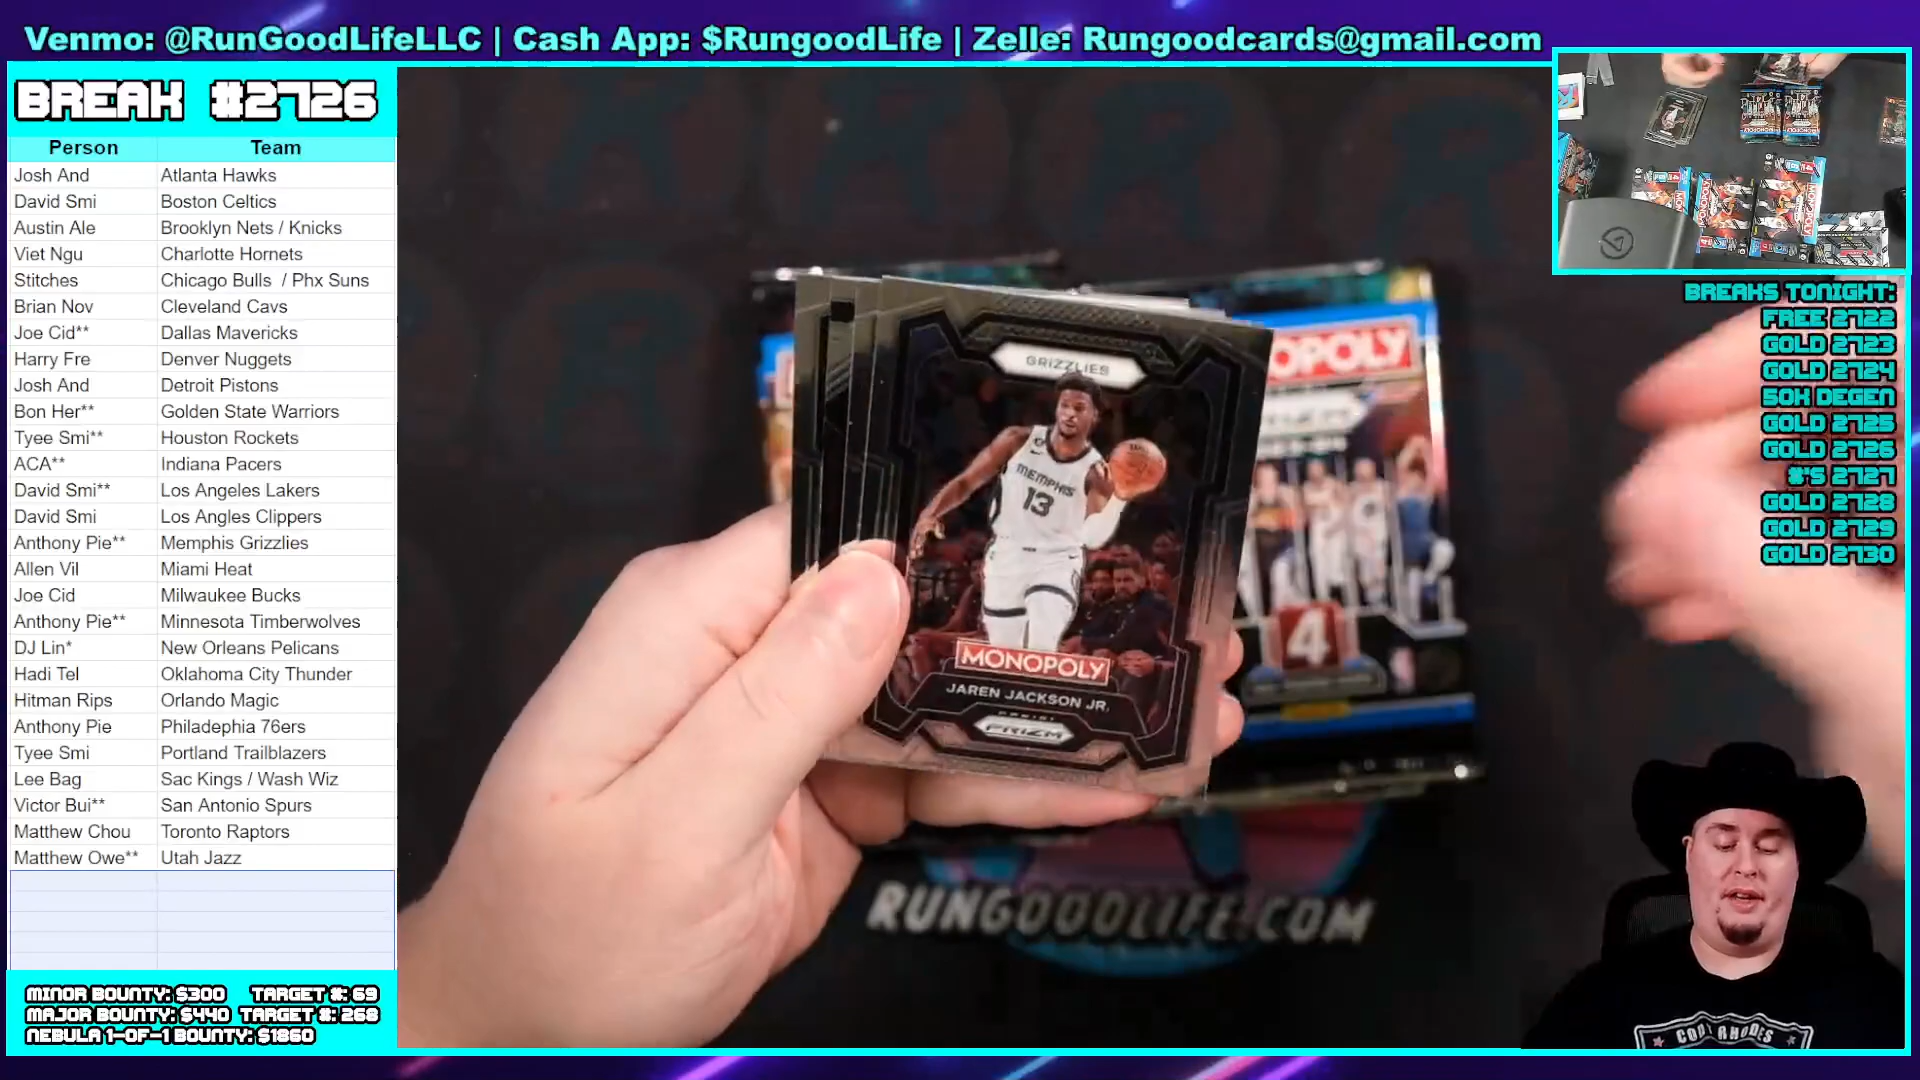 Venmo: @RunGoodLifeLLC | Cash App: $RungoodLife | Zelle: Rungoodcards@gmail.com
BREAK #2726
Person Team
Josh And Atlanta Hawks
David Smi Boston Celtics
Austin Ale Brooklyn Nets / Knicks
Viet Ngu Charlotte Hornets
Stitches Chicago Bulls / Phx Suns
Brian Nov Cleveland Cavs
Joe Cid** Dallas Mavericks
Harry Fre Denver Nuggets
Josh And Detroit Pistons
Bon Her** Golden State Warriors
Tyee Smi** Houston Rockets
ACA** Indiana Pacers
David Smi** Los Angeles Lakers
David Smi Los Angles Clippers
Anthony Pie** Memphis Grizzlies
Allen Vil Miami Heat
Joe Cid Milwaukee Bucks
Anthony Pie** Minnesota Timberwolves
DJ Lin* New Orleans Pelicans
Hadi Tel Oklahoma City Thunder
Hitman Rips Orlando Magic
Anthony Pie Philadephia 76ers
Tyee Smi Portland Trailblazers
Lee Bag Sac Kings / Wash Wiz
Victor Bui** San Antonio Spurs
Matthew Chou Toronto Raptors
Matthew Owe** Utah Jazz
MINOR BOUNTY: $300 TARGET #: 69
MAJOR BOUNTY: $440 TARGET #: 268
NEBULA 1-OF-1 BOUNTY: $1860
GRIZZLIES
MEMPHIS
13
MONOPOLY
JAREN JACKSON JR.
PANINI
PRIZM
OPOLY
4
RUNGOODLIFE.COM
MONOPOLY
MONOPOLY
MONOPOLY
BREAKS TONIGHT:
FREE 2722
GOLD 2723
GOLD 2724
50K DEGEN
GOLD 2725
GOLD 2726
#'S 2727
GOLD 2728
GOLD 2729
GOLD 2730
CODY RHODES